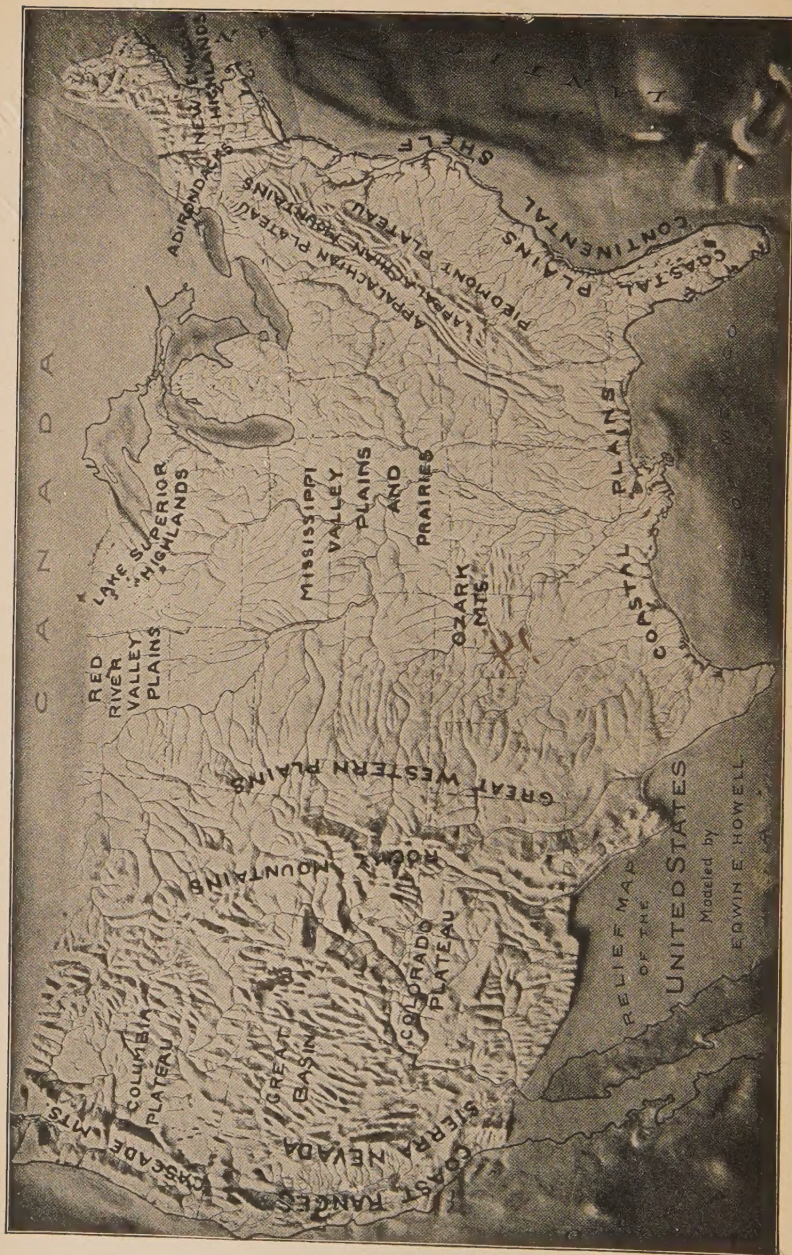 CANADA
CASCADE MTS
COLUMBIA
PLATEAU
COAST RANGES
SIERRA
NEVADA
GREAT
BASIN
COLORADO
PLATEAU
ROCKY MOUNTAINS
GREAT WESTERN PLAINS
RED
RIVER
VALLEY
PLAINS
LAKE SUPERIOR
HIGHLANDS
MISSISSIPPI
VALLEY
PLAINS
AND
PRAIRIES
OZARK
MTS.
ADIRONDACKS
NEW ENGLAND
HIGHLANDS
APPALACHIAN PLATEAU
APPALACHIAN MOUNTAINS
PIEDMONT PLATEAU
COASTAL PLAINS
CONTINENTAL SHELF
COASTAL PLAINS
RELIEF MAP
OF THE
UNITED STATES
Modeled by
EDWIN E. HOWELL